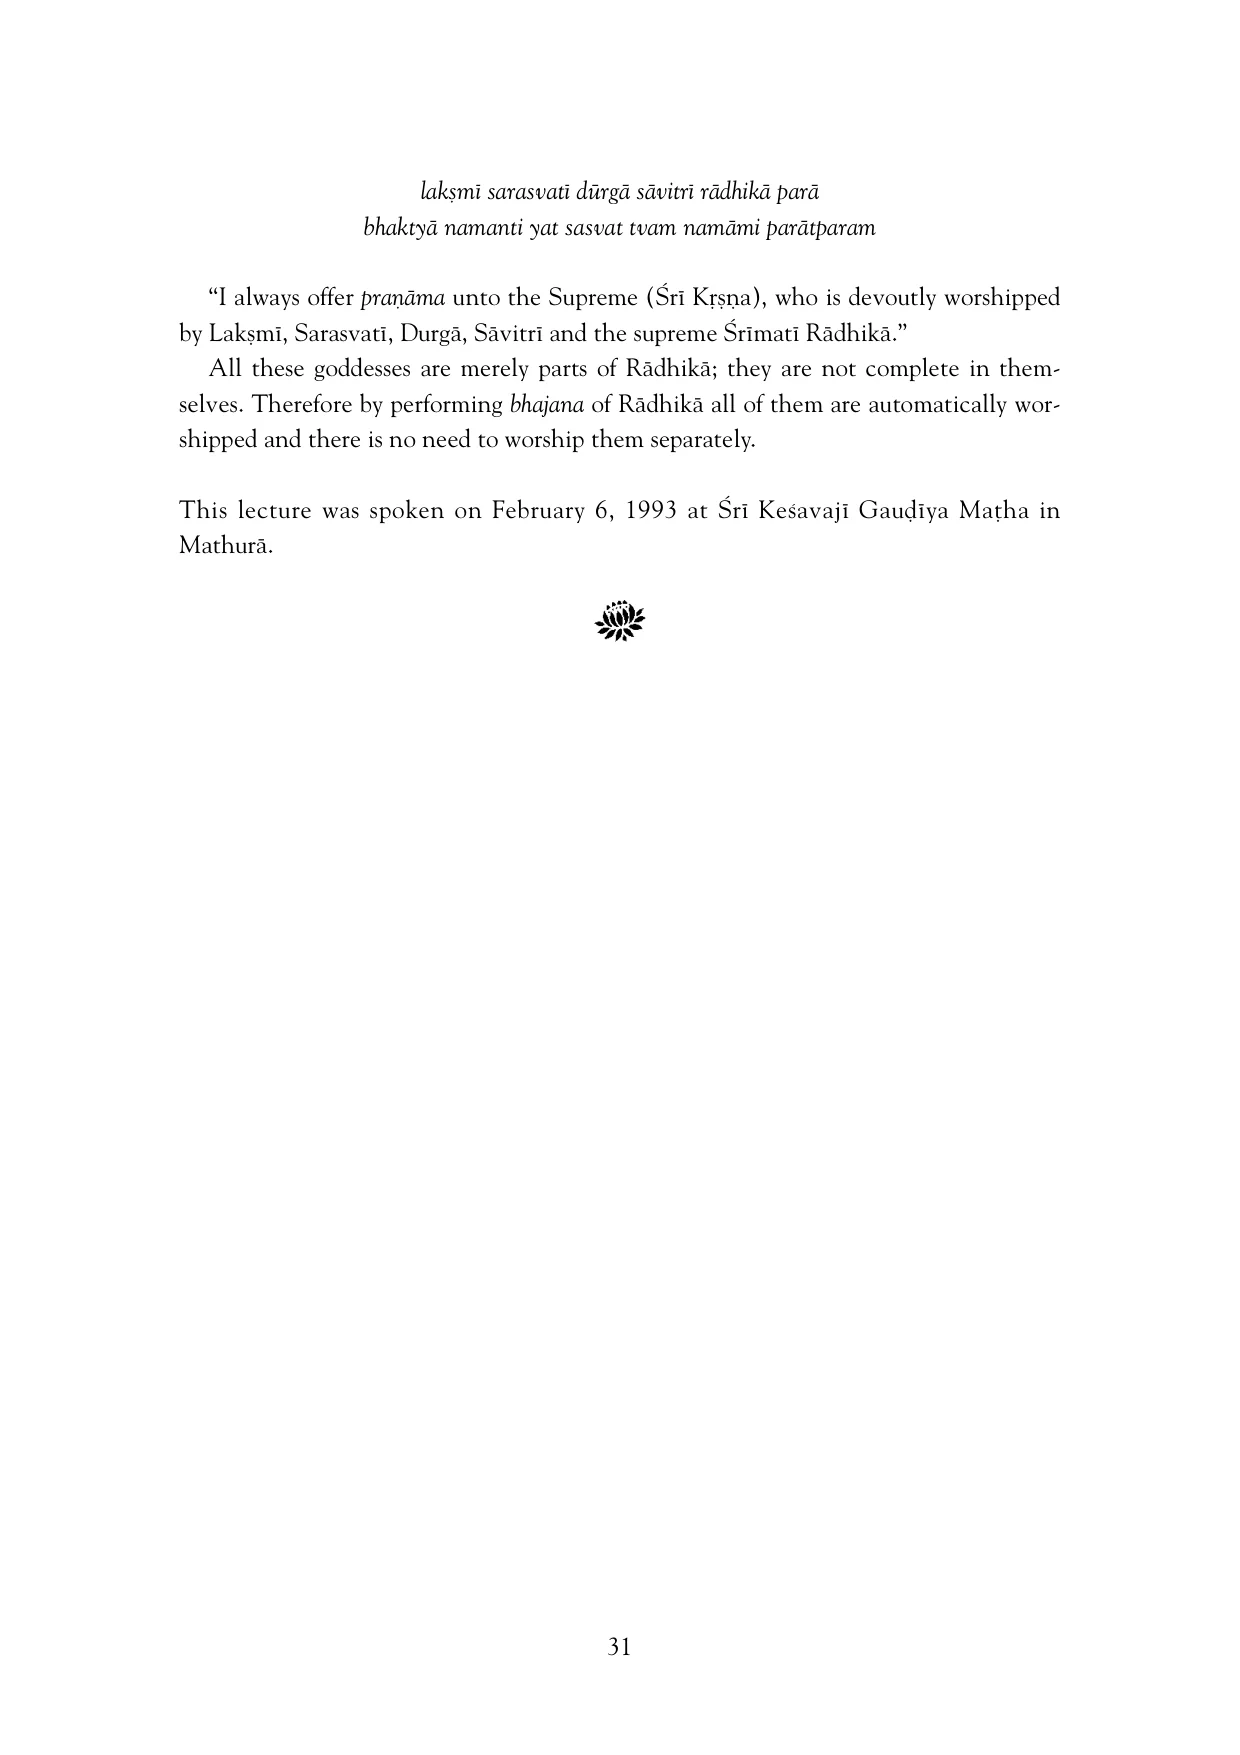 lakṣmī sarasvatī dūrgā sāvitrī rādhikā parā
bhaktyā namanti yat sasvat tvam namāmi parātparam
“I always offer praṇāma unto the Supreme (Śrī Kṛṣṇa), who is devoutly worshipped
by Lakṣmī, Sarasvatī, Durgā, Sāvitrī and the supreme Śrīmatī Rādhikā.”
All these goddesses are merely parts of Rādhikā; they are not complete in them-
selves. Therefore by performing bhajana of Rādhikā all of them are automatically wor-
shipped and there is no need to worship them separately.
This lecture was spoken on February 6, 1993 at Śrī Keśavajī Gauḍīya Maṭha in
Mathurā.
31